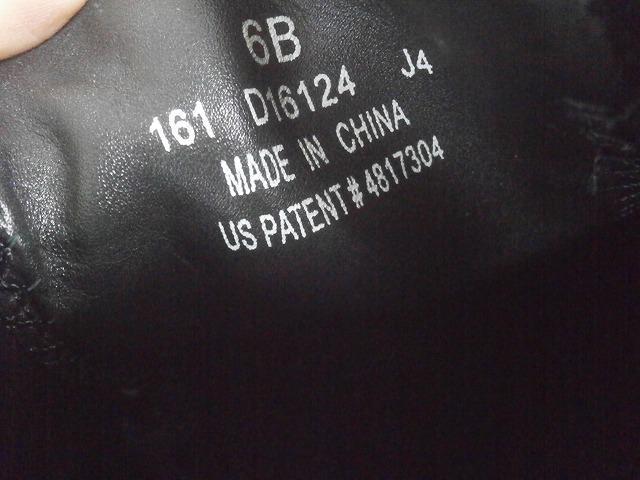 6B
161 D16124 J4
MADE IN CHINA
US PATENT # 4817304